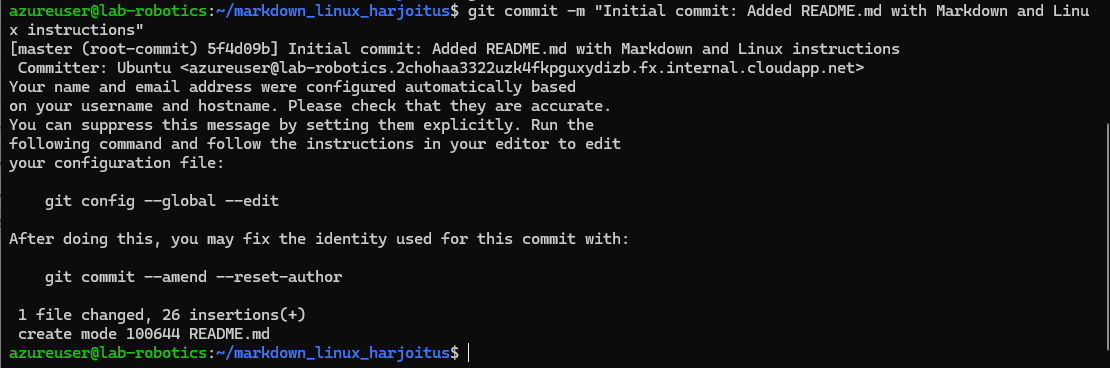 azureuser@lab-robotics:~/markdown_linux_harjoitus$ git commit -m "Initial commit: Added README.md with Markdown and Linu
x instructions"
[master (root-commit) 5f4d09b] Initial commit: Added README.md with Markdown and Linux instructions
 Committer: Ubuntu <azureuser@lab-robotics.2chohaa3322uzk4fkpguxydizb.fx.internal.cloudapp.net>
Your name and email address were configured automatically based
on your username and hostname. Please check that they are accurate.
You can suppress this message by setting them explicitly. Run the
following command and follow the instructions in your editor to edit
your configuration file:

    git config --global --edit

After doing this, you may fix the identity used for this commit with:

    git commit --amend --reset-author

 1 file changed, 26 insertions(+)
 create mode 100644 README.md
azureuser@lab-robotics:~/markdown_linux_harjoitus$